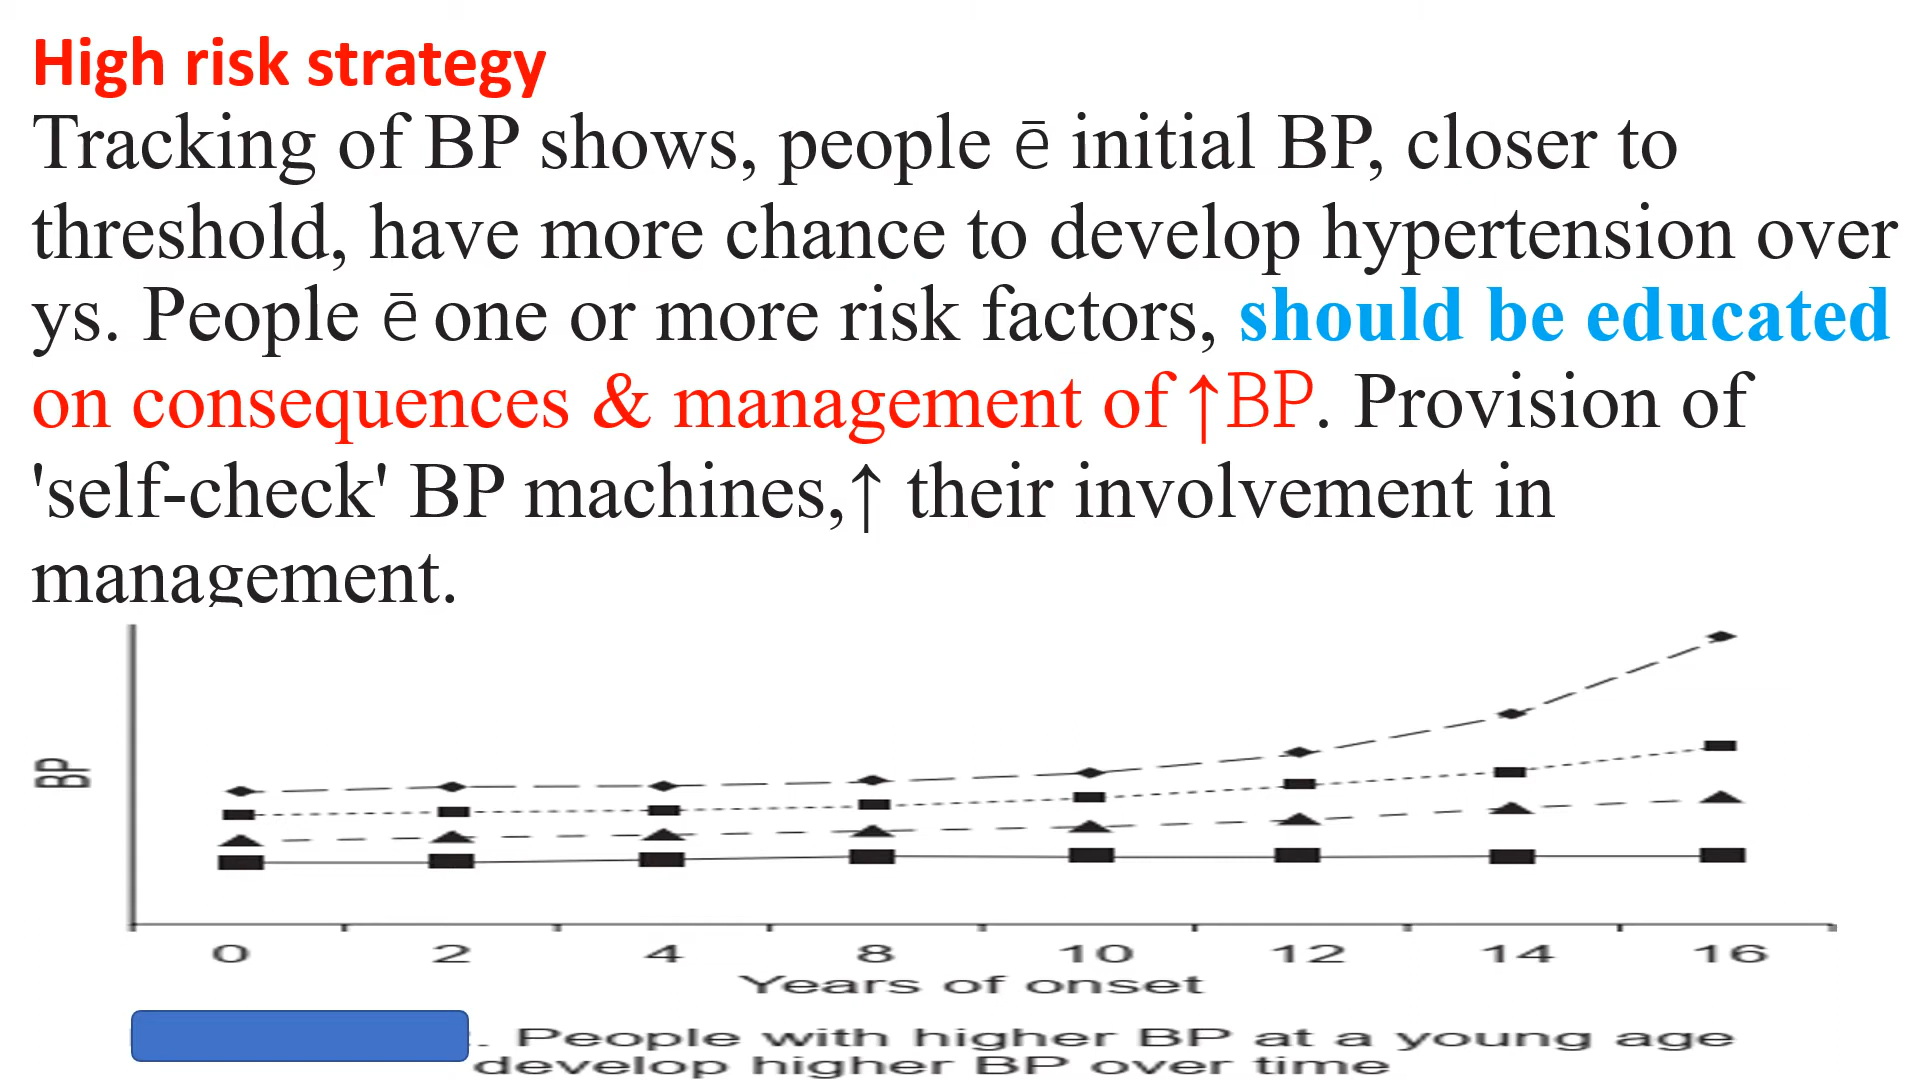 High risk strategy
Tracking of BP shows, people ē initial BP, closer to
threshold, have more chance to develop hypertension over
ys. People ē one or more risk factors, should be educated
on consequences & management of ↑BP. Provision of
'self-check' BP machines,↑ their involvement in
management.
BP
0 2 4 8 10 12 14 16
Years of onset
. People with higher BP at a young age
develop higher BP over time